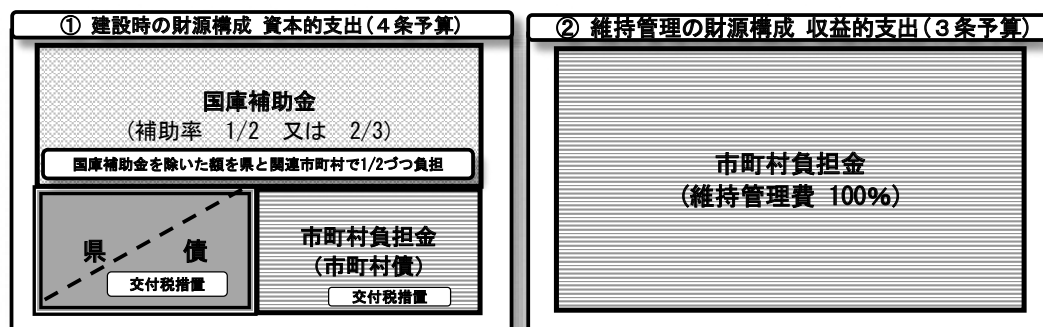 ① 建設時の財源構成 資本的支出(4条予算)
国庫補助金
(補助率 1/2 又は 2/3)
国庫補助金を除いた額を県と関連市町村で1/2づつ負担
県 債
交付税措置
市町村負担金
(市町村債)
交付税措置
② 維持管理の財源構成 収益的支出(3条予算)
市町村負担金
(維持管理費 100%)